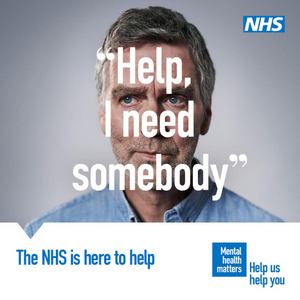 NHS
“Help,
I need
somebody”
The NHS is here to help
Mental
health
matters
Help us
help you